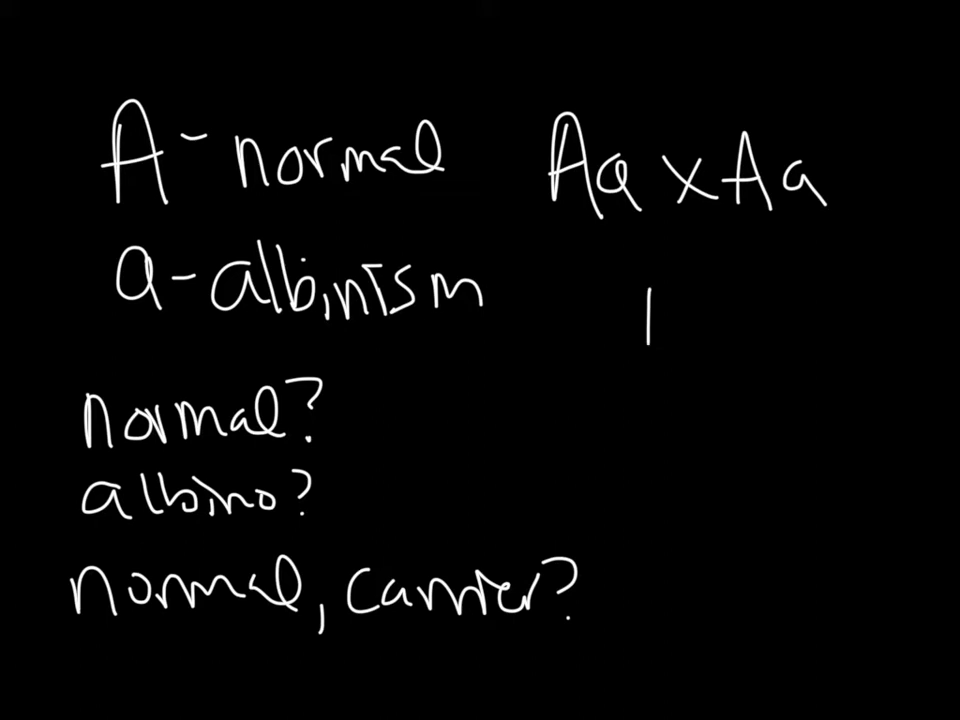 A - normal
a - albinism
Aa x Aa
normal?
albino?
normal, carrier?